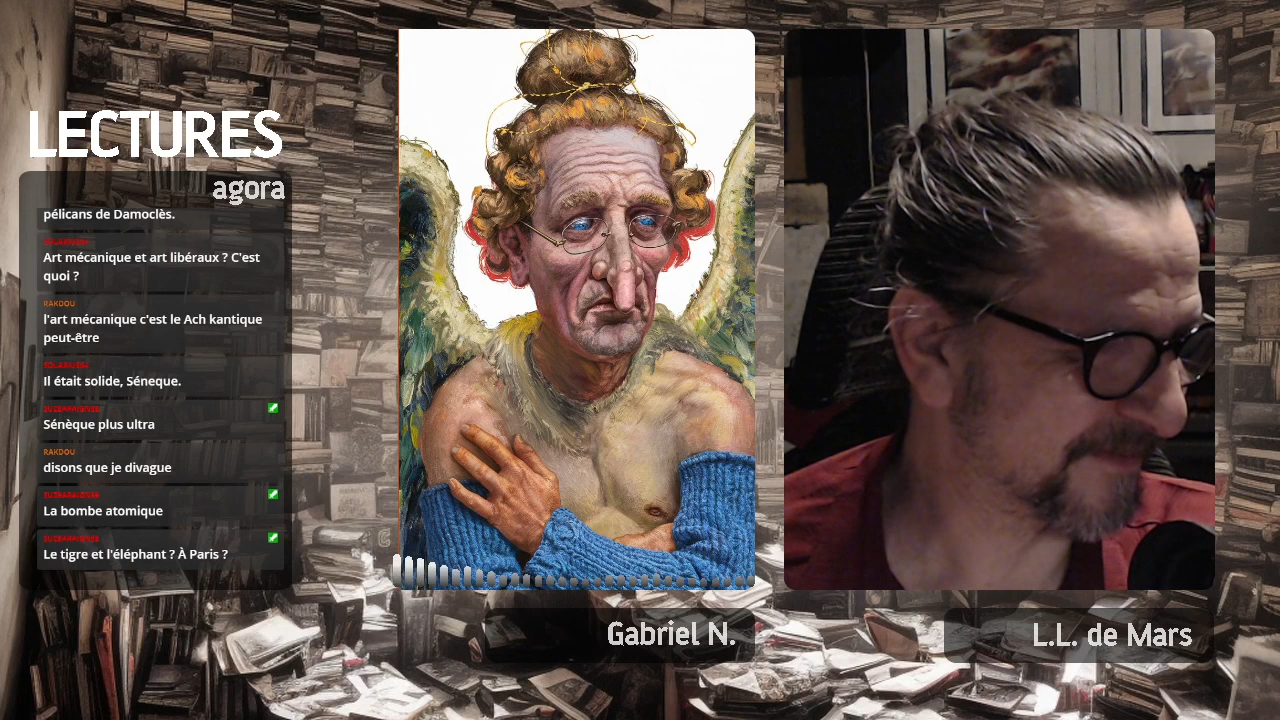 LECTURES
agora
pélicans de Damoclès.
Art mécanique et art libéraux ? C'est
quoi ?
RAKDOU
l'art mécanique c'est le Ach kantique
peut-être
Il était solide, Séneque.
Sénèque plus ultra
RAKDOU
disons que je divague
La bombe atomique
Le tigre et l'éléphant ? À Paris ?
Gabriel N.
L.L. de Mars